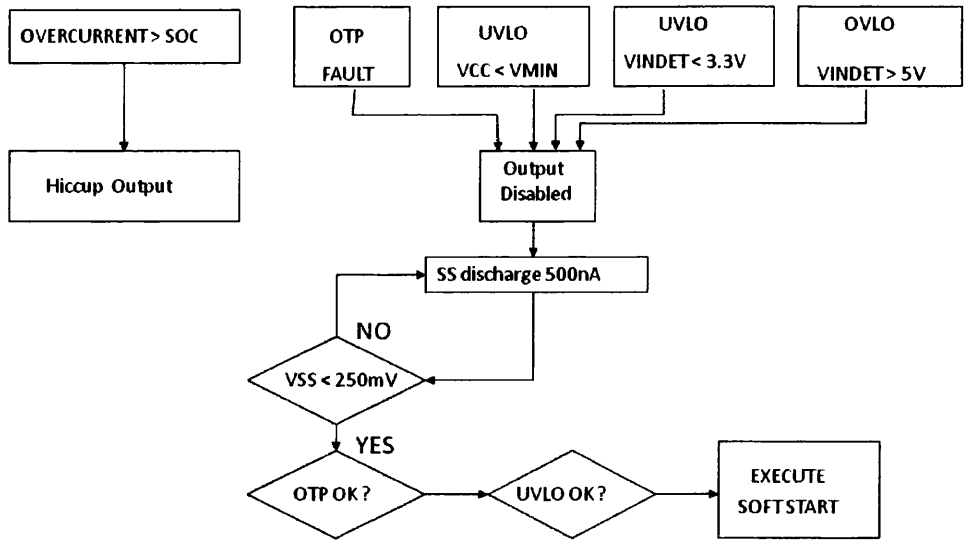 OVERCURRENT > SOC
OTP
FAULT
UVLO
VCC < VMIN
UVLO
VINDET < 3.3V
OVLO
VINDET > 5V
Hiccup Output
Output
Disabled
SS discharge 500nA
NO
VSS < 250mV
YES
OTP OK ?
UVLO OK ?
EXECUTE
SOFT START